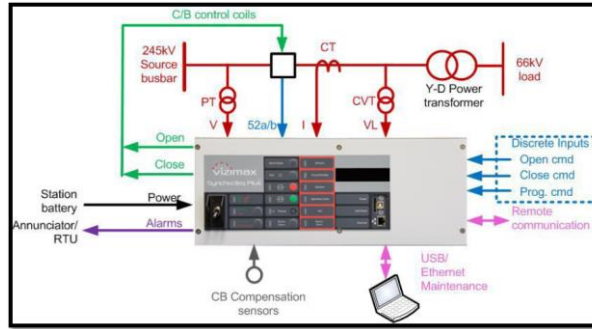 C/B control coils
245kV
Source
busbar
CT
66kV
load
Y-D Power
transformer
PT
CVT
V
52a/b
I
VL
Open
Close
vizimax
Discrete Inputs
Open cmd
Close cmd
Prog. cmd
Station
battery
Power
Annunciator/
RTU
Alarms
Remote
communication
CB Compensation
sensors
USB/
Ethernet
Maintenance